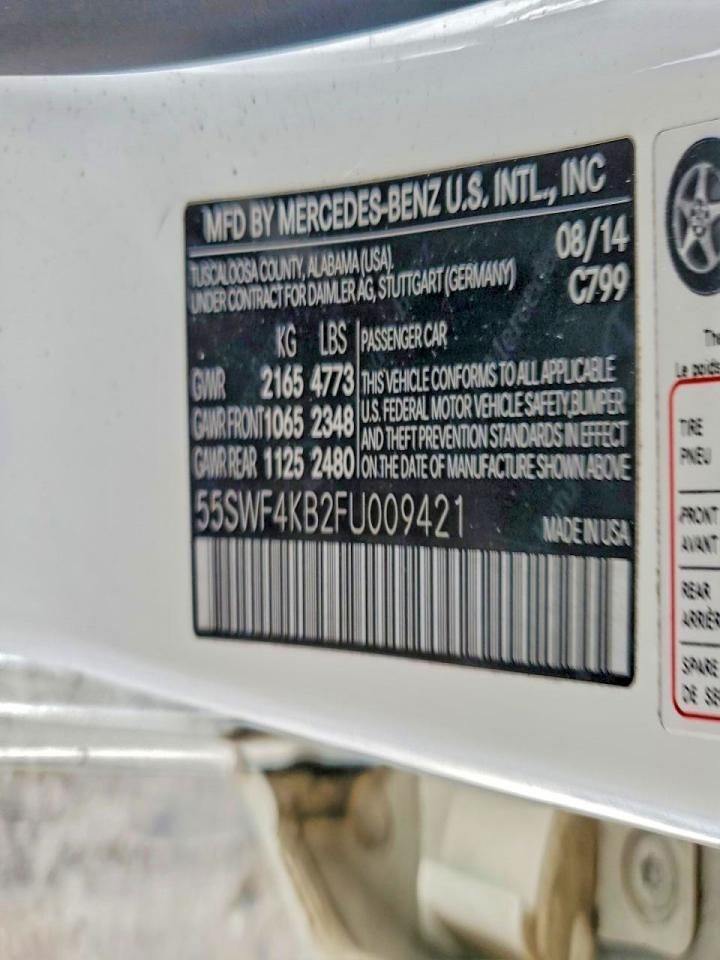 MFD BY MERCEDES-BENZ U.S. INTL., INC
TUSCALOOSA COUNTY, ALABAMA (USA).
UNDER CONTRACT FOR DAIMLER AG, STUTTGART (GERMANY)
08/14
C799
KG LBS
GWR 2165 4773
GAWR FRONT 1065 2348
GAWR REAR 1125 2480
PASSENGER CAR
THIS VEHICLE CONFORMS TO ALL APPLICABLE
U.S. FEDERAL MOTOR VEHICLE SAFETY, BUMPER
AND THEFT PREVENTION STANDARDS IN EFFECT
ON THE DATE OF MANUFACTURE SHOWN ABOVE
55SWF4KB2FU009421
MADE IN USA
Le poids
TIRE
PNEU
FRONT
AVANT
REAR
SPARE